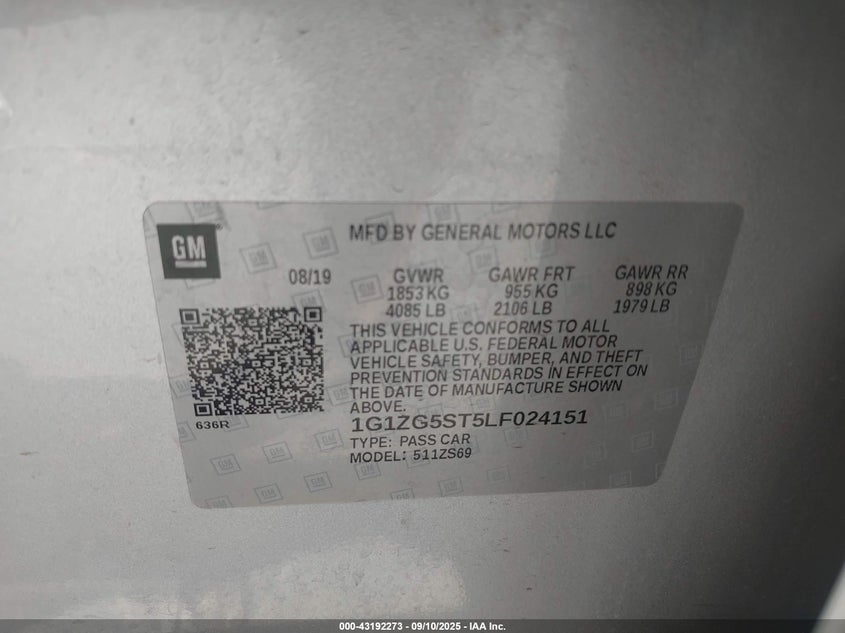 GM
MFD BY GENERAL MOTORS LLC
08/19 GVWR GAWR FRT GAWR RR
1853 KG 955 KG 898 KG
4085 LB 2106 LB 1979 LB
THIS VEHICLE CONFORMS TO ALL
APPLICABLE U.S. FEDERAL MOTOR
VEHICLE SAFETY, BUMPER, AND THEFT
PREVENTION STANDARDS IN EFFECT ON
THE DATE OF MANUFACTURE SHOWN
ABOVE.
636R
1G1ZG5ST5LF024151
TYPE: PASS CAR
MODEL: 511ZS69
000-43192273 - 09/10/2025 - IAA Inc.